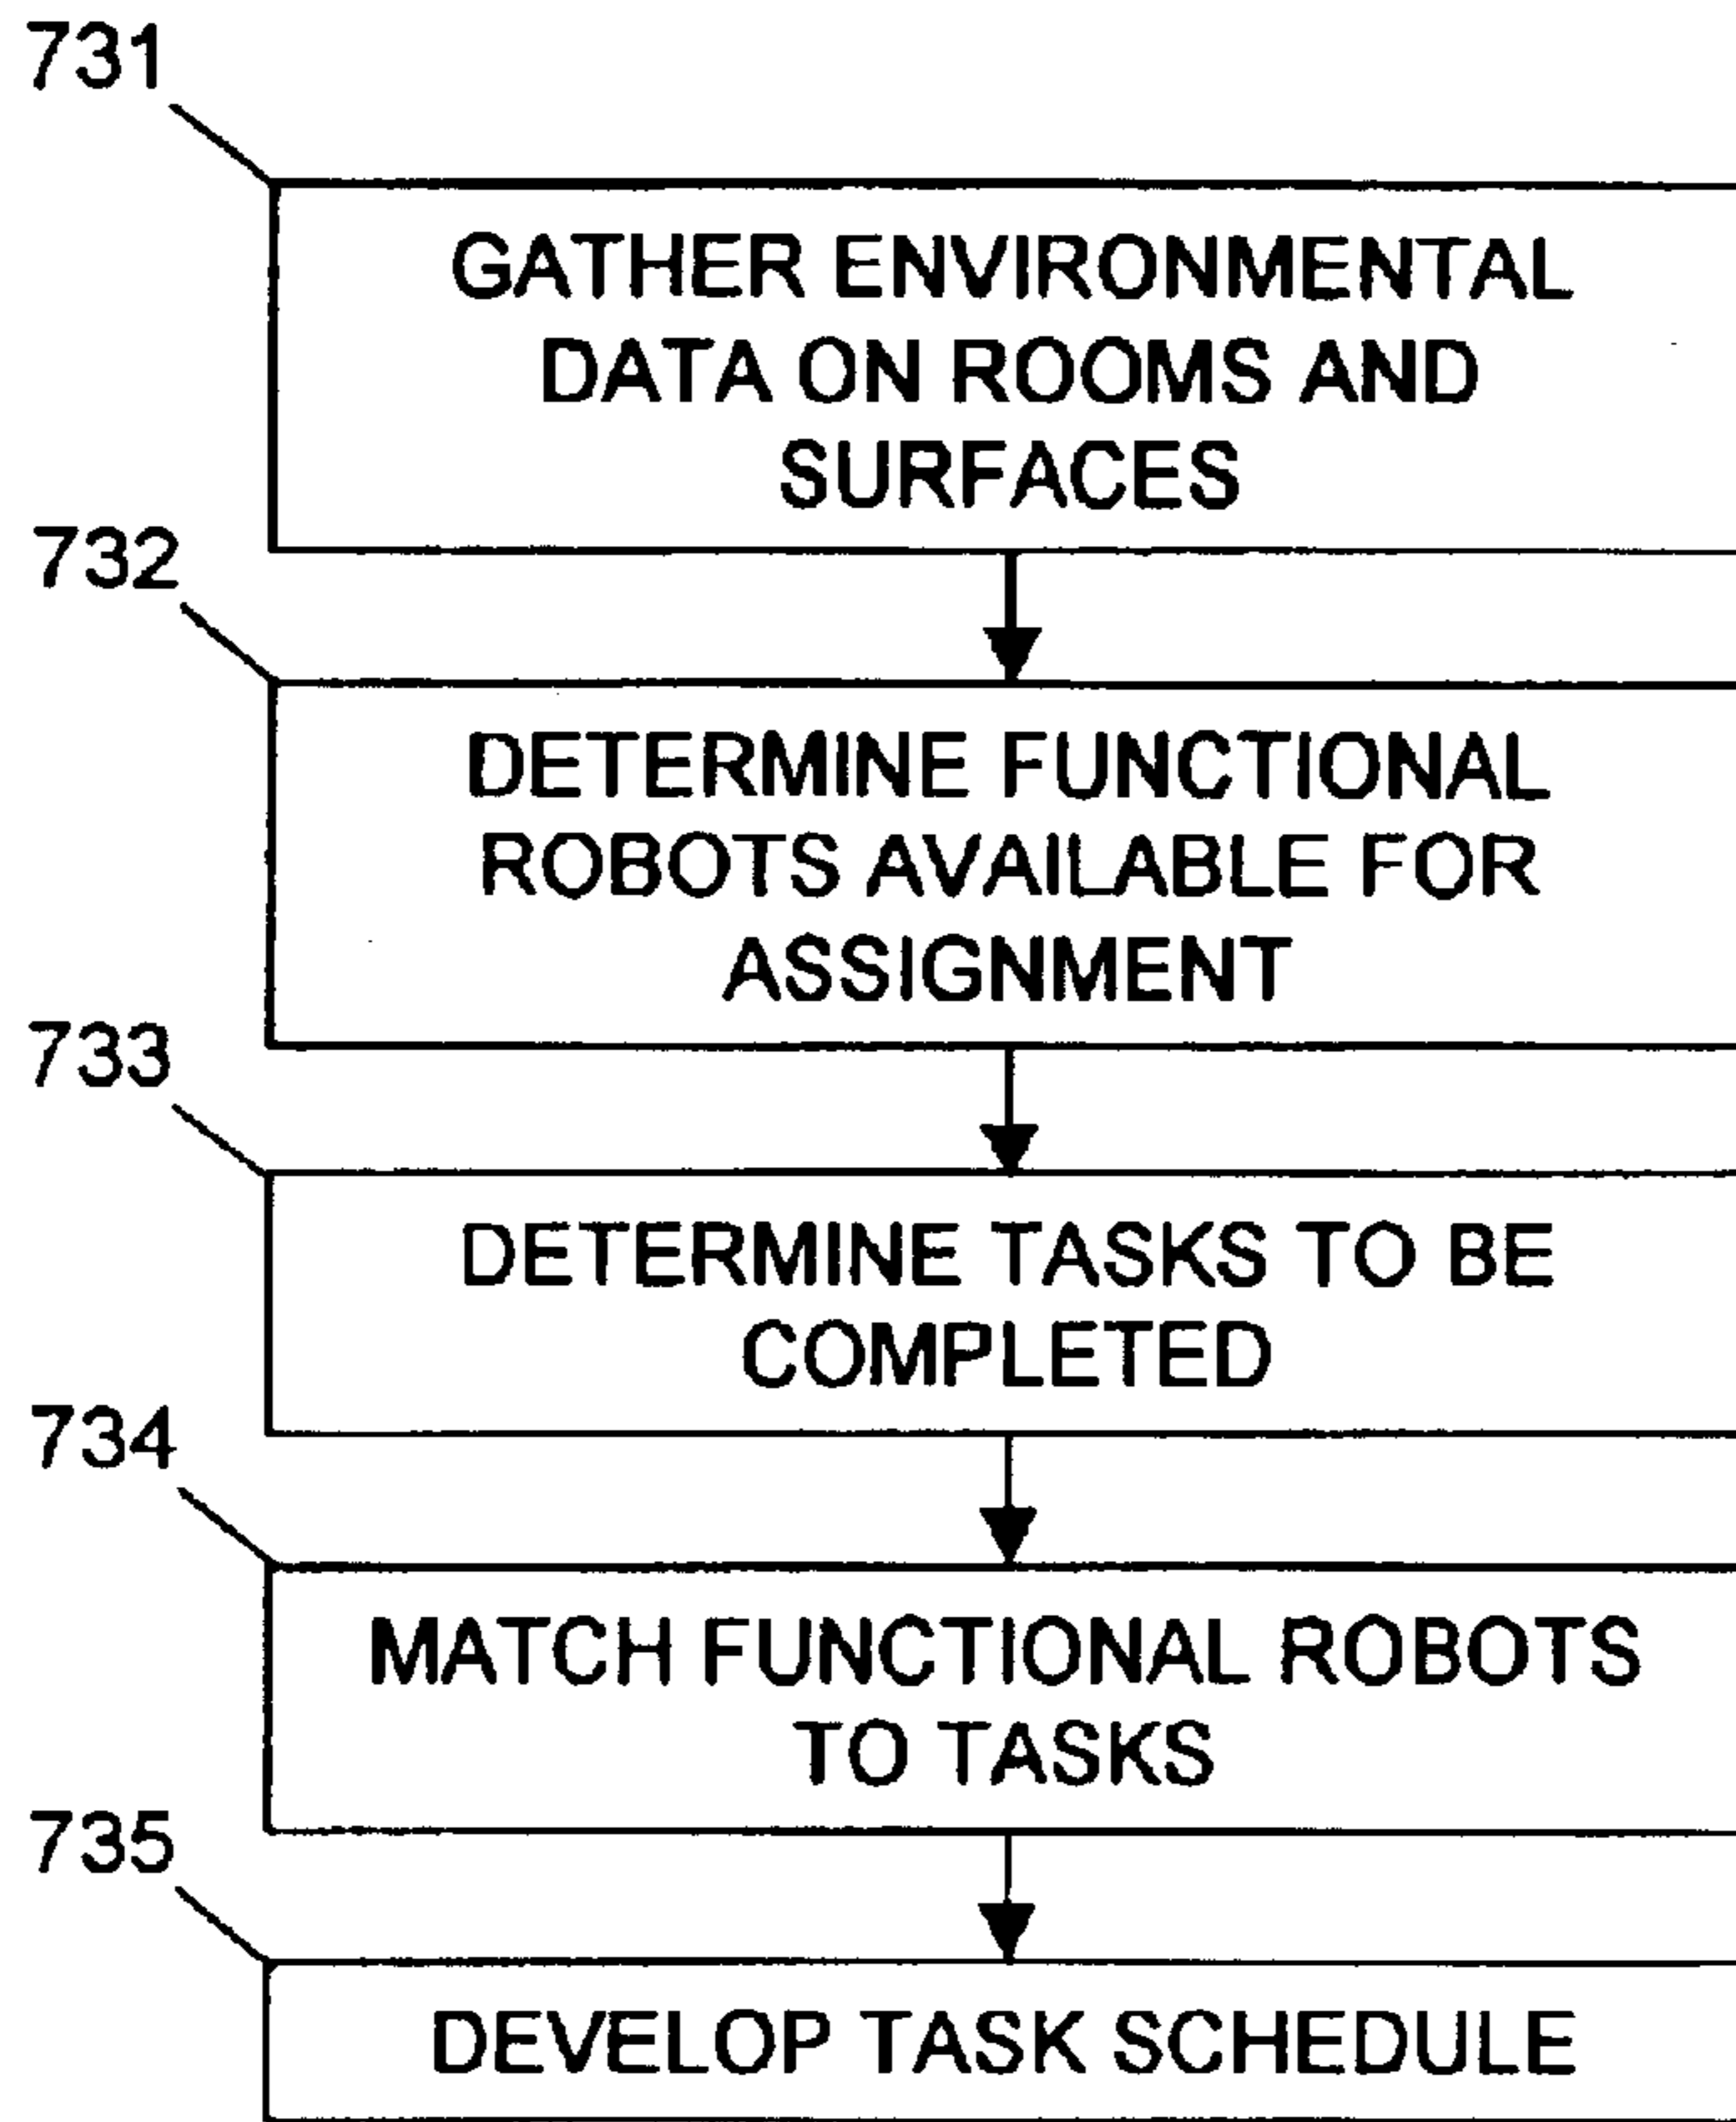 731
GATHER ENVIRONMENTAL
DATA ON ROOMS AND
SURFACES
732
DETERMINE FUNCTIONAL
ROBOTS AVAILABLE FOR
ASSIGNMENT
733
DETERMINE TASKS TO BE
COMPLETED
734
MATCH FUNCTIONAL ROBOTS
TO TASKS
735
DEVELOP TASK SCHEDULE